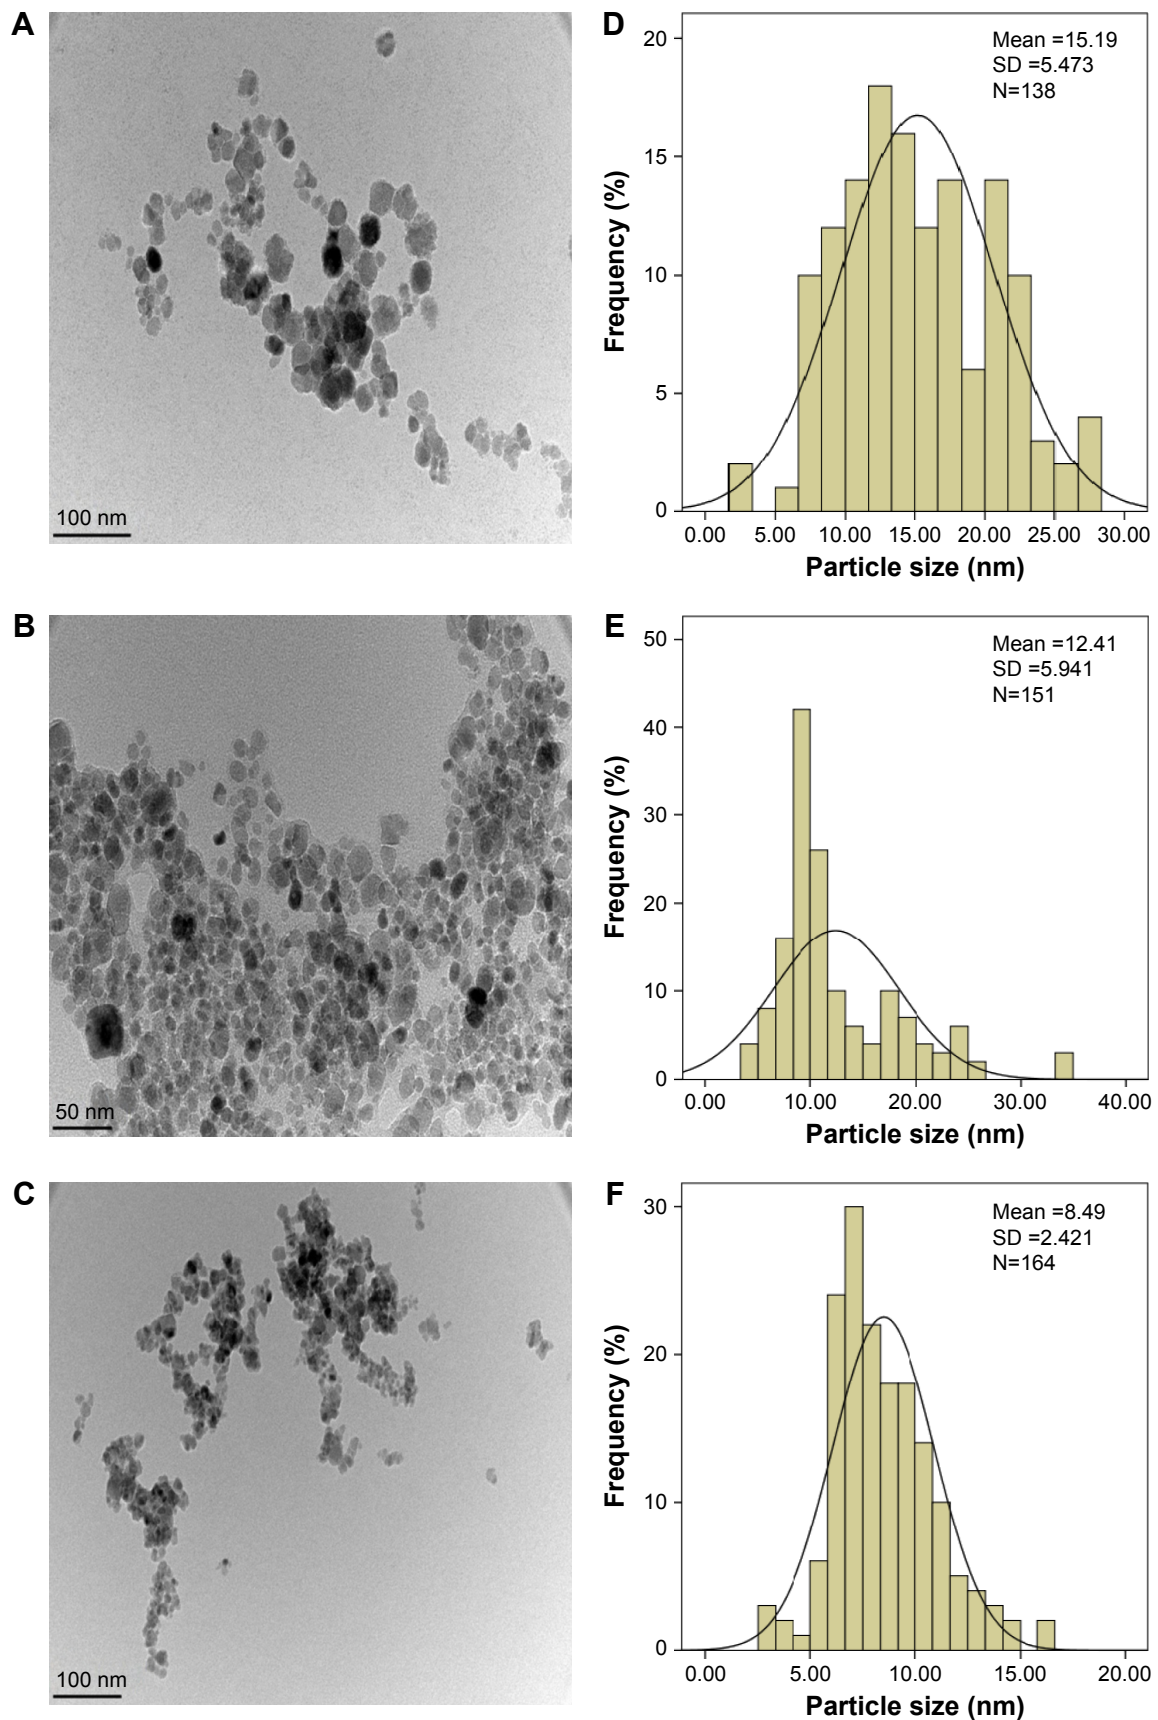 A
100 nm
D
Mean =15.19
SD =5.473
N=138
20
15
10
5
0
Frequency (%)
0.00 5.00 10.00 15.00 20.00 25.00 30.00
Particle size (nm)
B
50 nm
E
Mean =12.41
SD =5.941
N=151
50
40
30
20
10
0
Frequency (%)
0.00 10.00 20.00 30.00 40.00
Particle size (nm)
C
100 nm
F
Mean =8.49
SD =2.421
N=164
30
20
10
0
Frequency (%)
0.00 5.00 10.00 15.00 20.00
Particle size (nm)